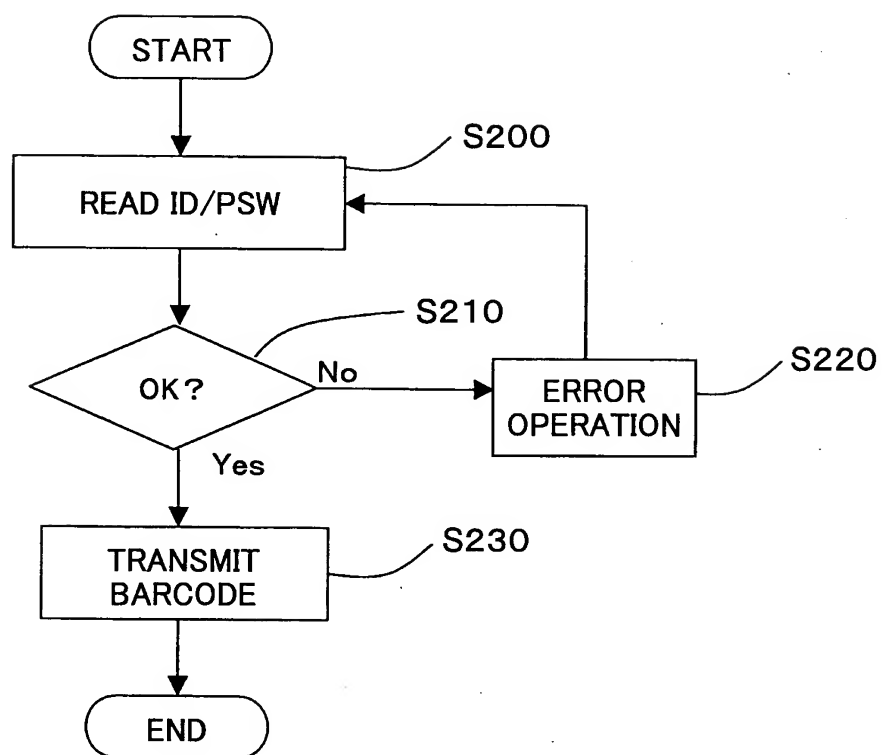 START
S200
READ ID/PSW
S210
OK?
No
S220
ERROR
OPERATION
Yes
S230
TRANSMIT
BARCODE
END